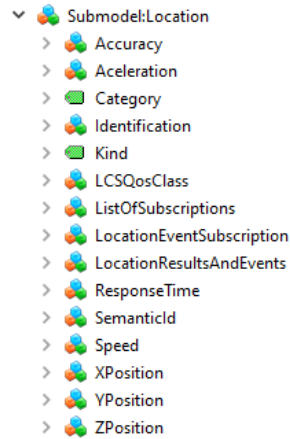 Submodel:Location
Accuracy
Aceleration
Category
Identification
Kind
LCSQosClass
ListOfSubscriptions
LocationEventSubscription
LocationResultsAndEvents
ResponseTime
SemanticId
Speed
XPosition
YPosition
ZPosition